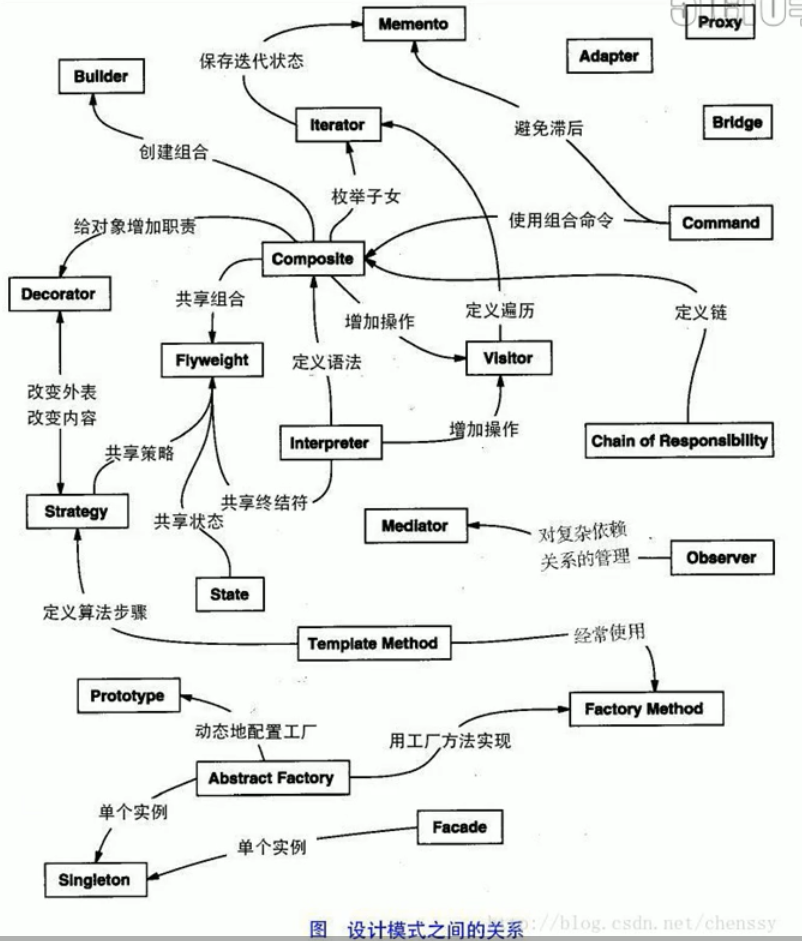 Memento
Proxy
Adapter
保存迭代状态
Builder
Iterator
Bridge
避免滞后
创建组合
枚举子女
给对象增加职责
使用组合命令
Command
Composite
Decorator
共享组合
增加操作
定义遍历
定义链
Flyweight
定义语法
Visitor
改变外表
改变内容
增加操作
Interpreter
Chain of Responsibility
共享策略
共享终结符
Strategy
共享状态
Mediator
对复杂依赖
关系的管理
Observer
State
定义算法步骤
Template Method
经常使用
Prototype
Factory Method
动态地配置工厂
用工厂方法实现
Abstract Factory
单个实例
Facade
单个实例
Singleton
图 设计模式之间的关系
http://blog.csdn.net/chenssy